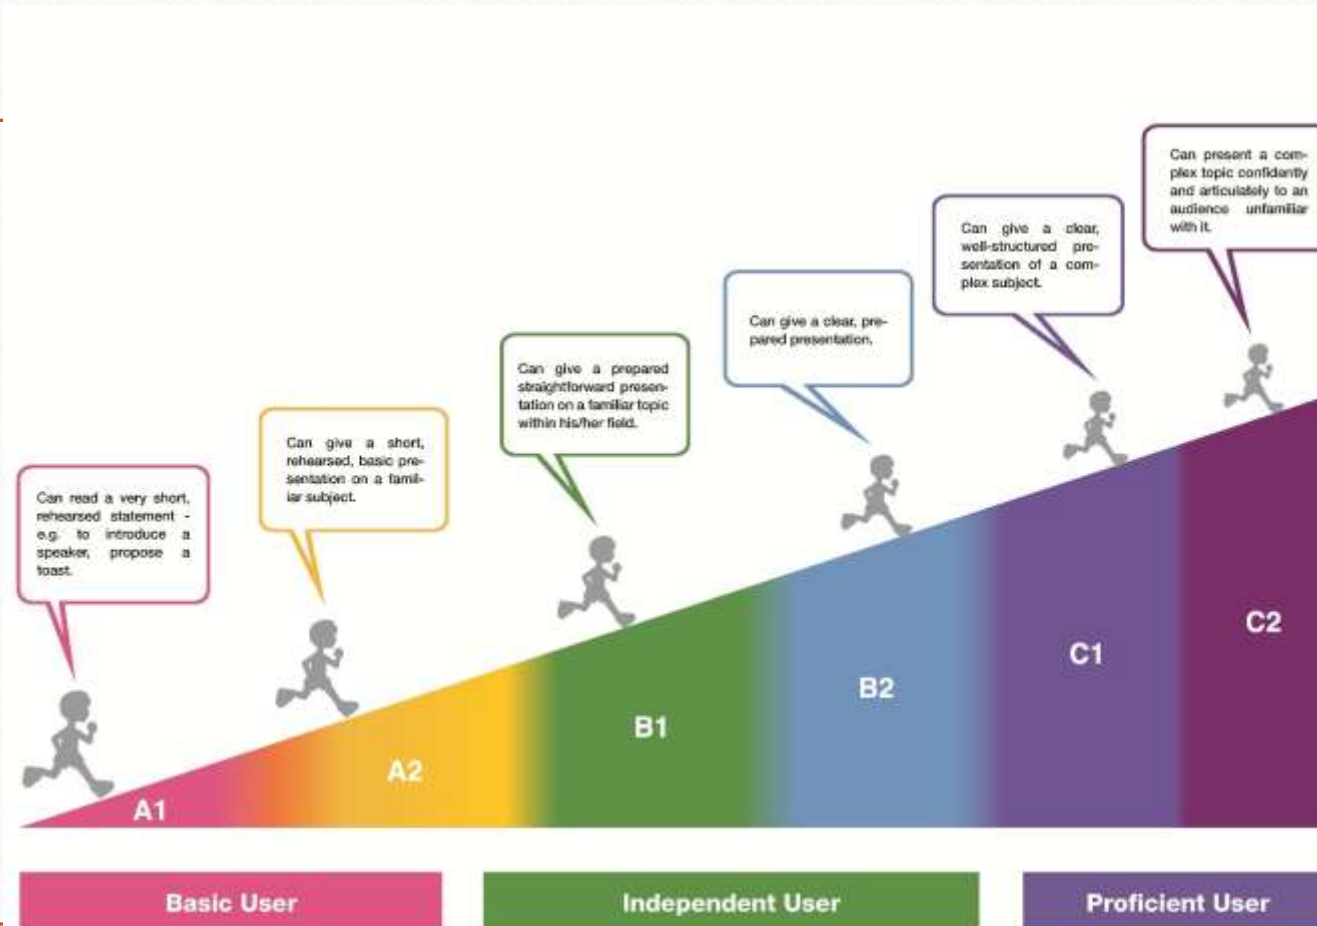 Can read a very short,
rehearsed statement -
e.g. to introduce a
speaker, propose a
toast.
Can give a short,
rehearsed, basic pre-
sentation on a famil-
iar subject.
Can give a prepared
straightforward presen-
tation on a familiar topic
within his/her field.
Can give a clear, pre-
pared presentation.
Can give a clear,
well-structured pre-
sentation of a com-
plex subject.
Can present a com-
plex topic confidently
and articulately to an
audience unfamiliar
with it.
A1
A2
B1
B2
C1
C2
Basic User
Independent User
Proficient User